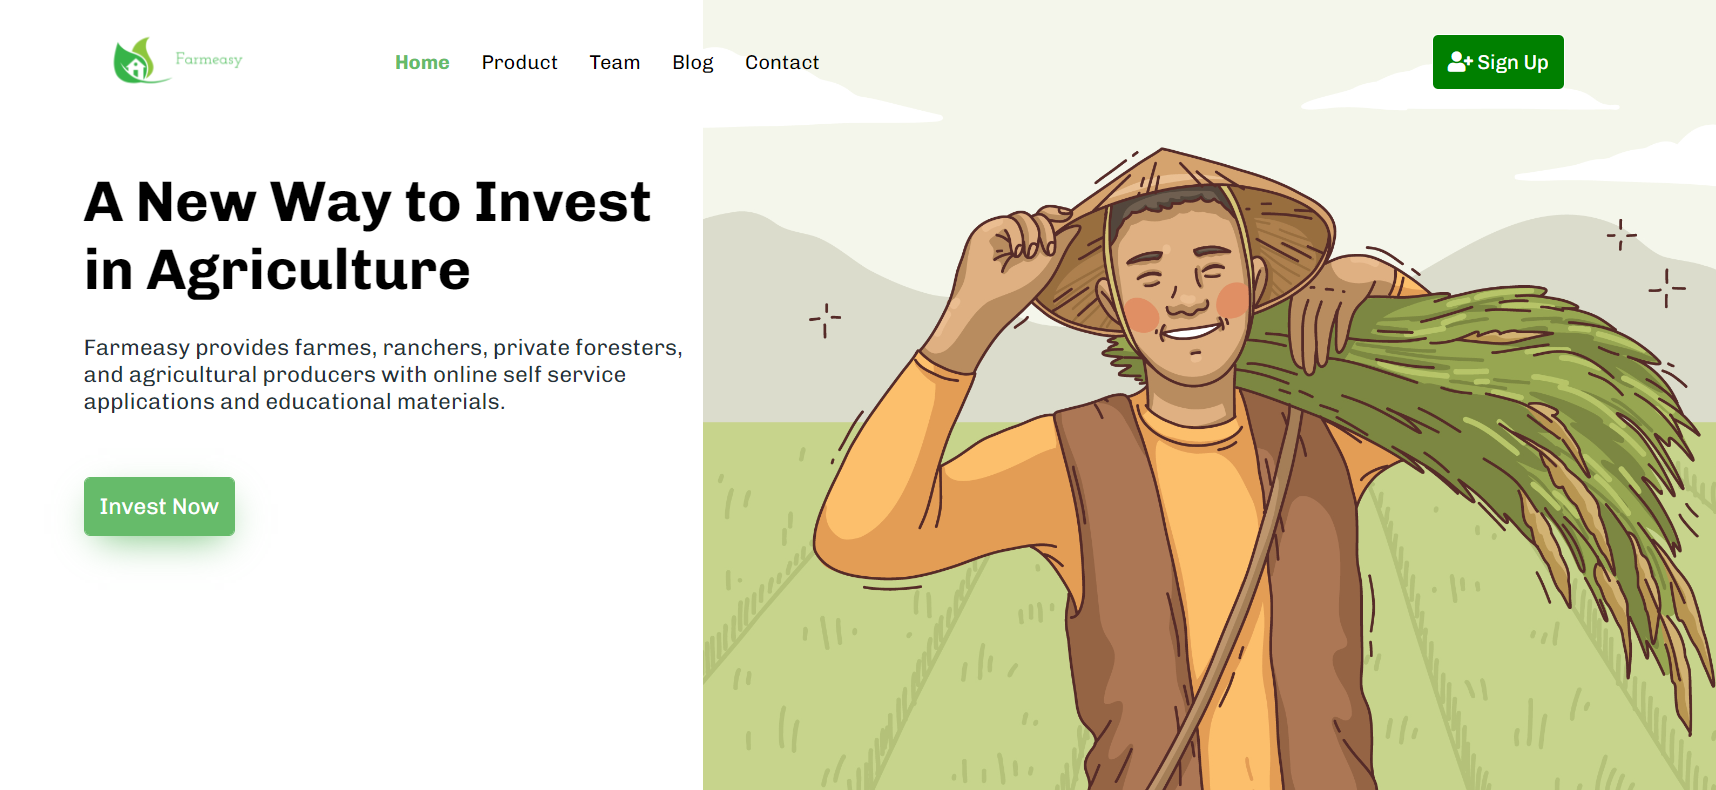 Farmeasy
Home Product Team Blog Contact
Sign Up
A New Way to Invest
in Agriculture
Farmeasy provides farmes, ranchers, private foresters,
and agricultural producers with online self service
applications and educational materials.
Invest Now